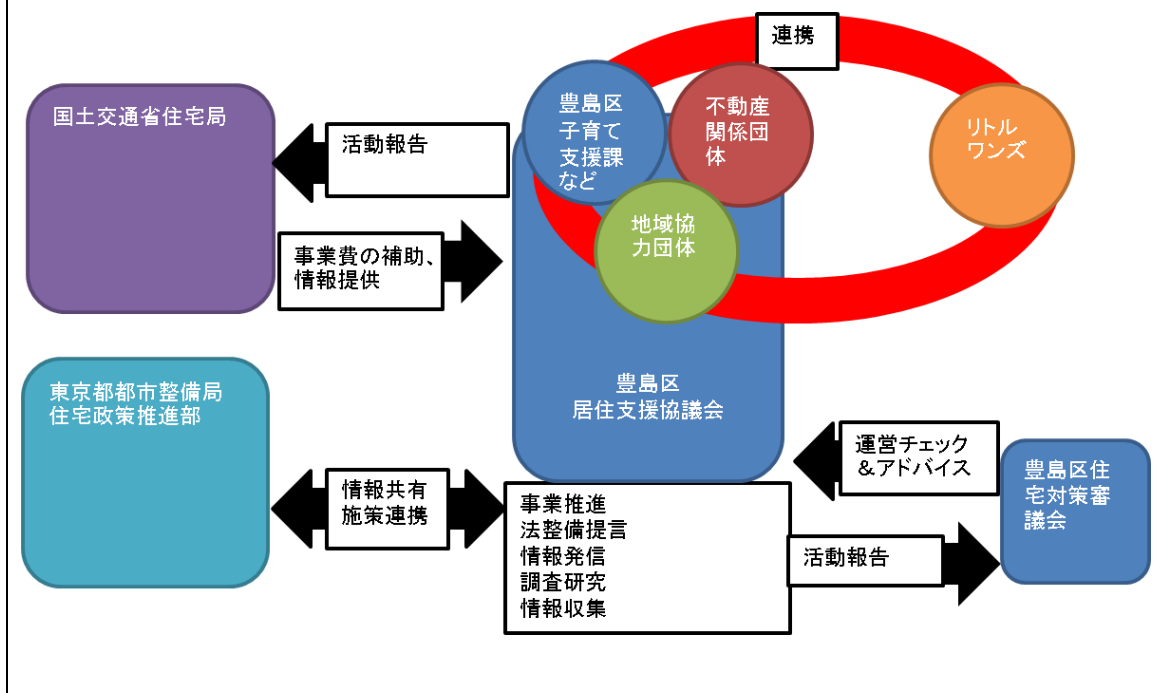 連携
国土交通省住宅局
活動報告
豊島区
子育て
支援課
など
不動産
関係団
体
リトル
ワンズ
地域協
力団体
事業費の補助、
情報提供
豊島区
居住支援協議会
東京都都市整備局
住宅政策推進部
情報共有
施策連携
事業推進
法整備提言
情報発信
調査研究
情報収集
運営チェック
＆アドバイス
豊島区住
宅対策審
議会
活動報告